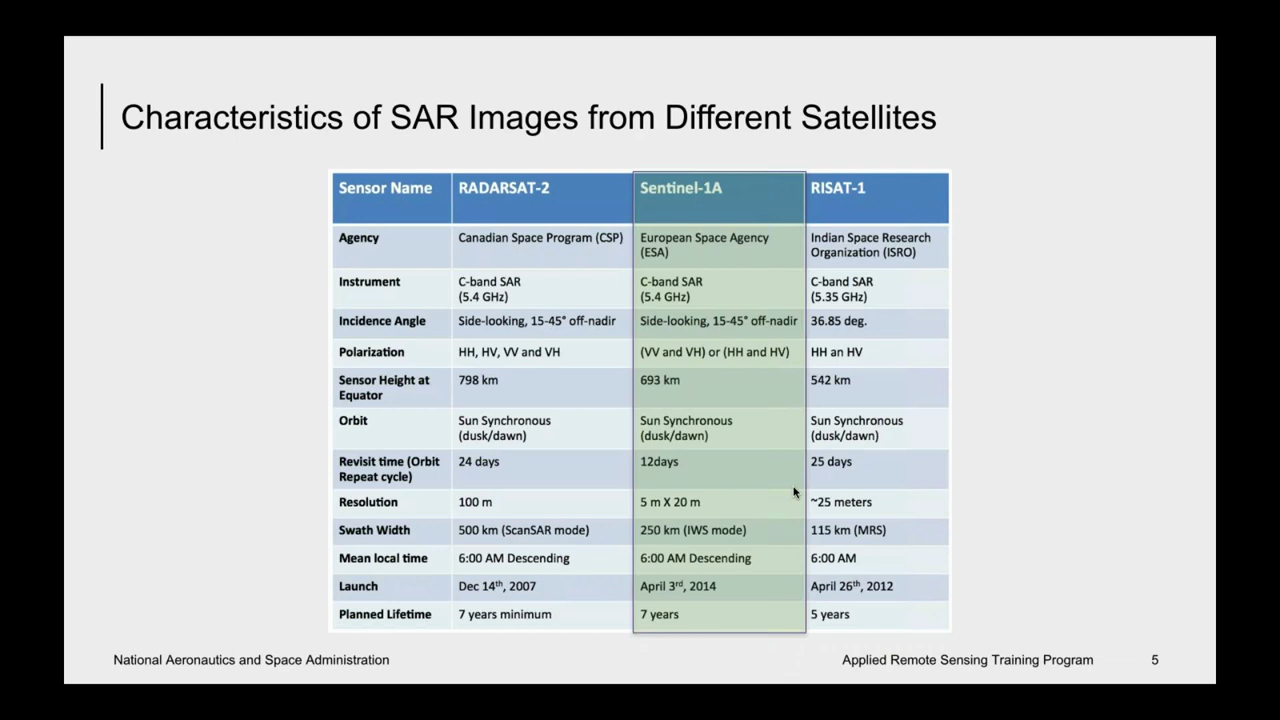 Characteristics of SAR Images from Different Satellites
Sensor Name RADARSAT-2 Sentinel-1A RISAT-1
Agency Canadian Space Program (CSP) European Space Agency (ESA) Indian Space Research Organization (ISRO)
Instrument C-band SAR (5.4 GHz) C-band SAR (5.4 GHz) C-band SAR (5.35 GHz)
Incidence Angle Side-looking, 15-45° off-nadir Side-looking, 15-45° off-nadir 36.85 deg.
Polarization HH, HV, VV and VH (VV and VH) or (HH and HV) HH an HV
Sensor Height at Equator 798 km 693 km 542 km
Orbit Sun Synchronous (dusk/dawn) Sun Synchronous (dusk/dawn) Sun Synchronous (dusk/dawn)
Revisit time (Orbit Repeat cycle) 24 days 12days 25 days
Resolution 100 m 5 m X 20 m ~25 meters
Swath Width 500 km (ScanSAR mode) 250 km (IWS mode) 115 km (MRS)
Mean local time 6:00 AM Descending 6:00 AM Descending 6:00 AM
Launch Dec 14th, 2007 April 3rd, 2014 April 26th, 2012
Planned Lifetime 7 years minimum 7 years 5 years
National Aeronautics and Space Administration Applied Remote Sensing Training Program 5